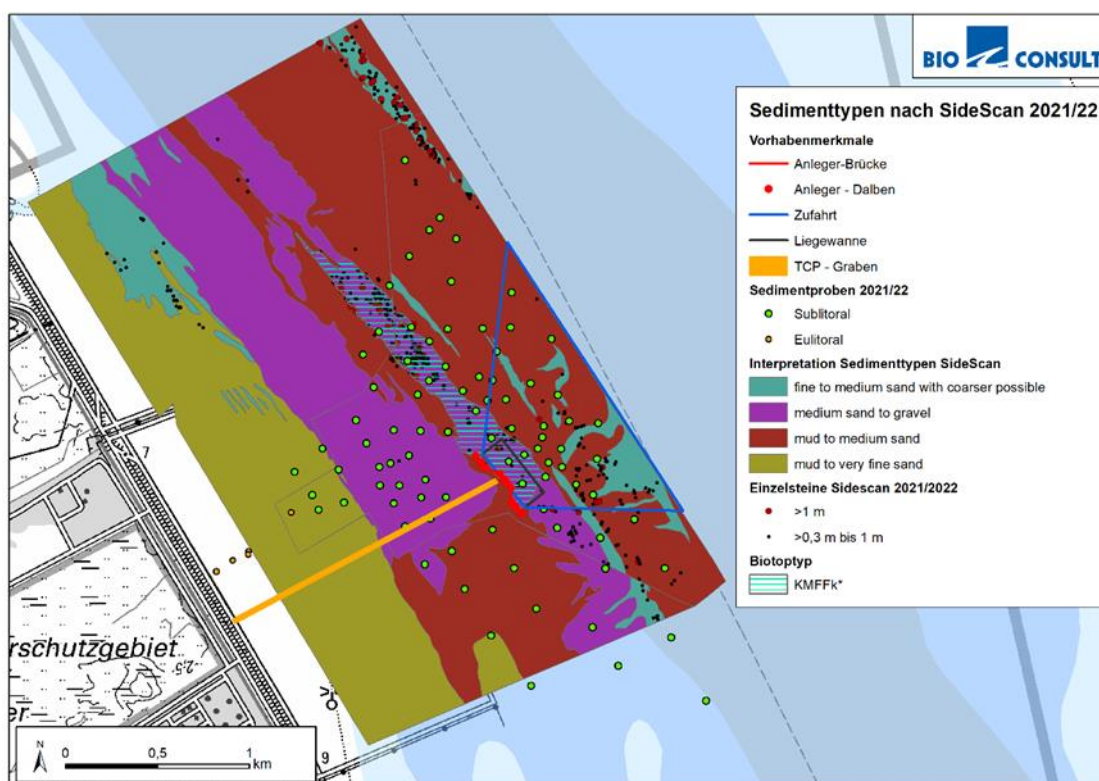 BIO CONSULT
Sedimenttypen nach SideScan 2021/22
Vorhabenmerkmale
Anleger-Brücke
Anleger - Dalben
Zufahrt
Liegewanne
TCP - Graben
Sedimentproben 2021/22
Sublitoral
Eulitoral
Interpretation Sedimenttypen SideScan
fine to medium sand with coarser possible
medium sand to gravel
mud to medium sand
mud to very fine sand
Einzelsteine Sidescan 2021/2022
>1 m
>0,3 m bis 1 m
Biotoptyp
KMFFk*
7
rschutzgebiet
2,5
er
9
N
0 0,5 1
km